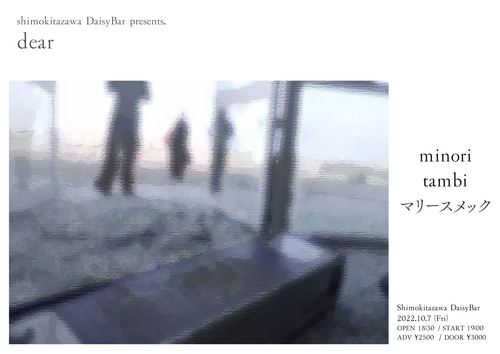 shimokitazawa DaisyBar presents.
dear
minori
tambi
マリースメック
Shimokitazawa DaisyBar
2022.10.7 (Fri)
OPEN 18:30 / START 19:00
ADV ¥2500 / DOOR ¥3000